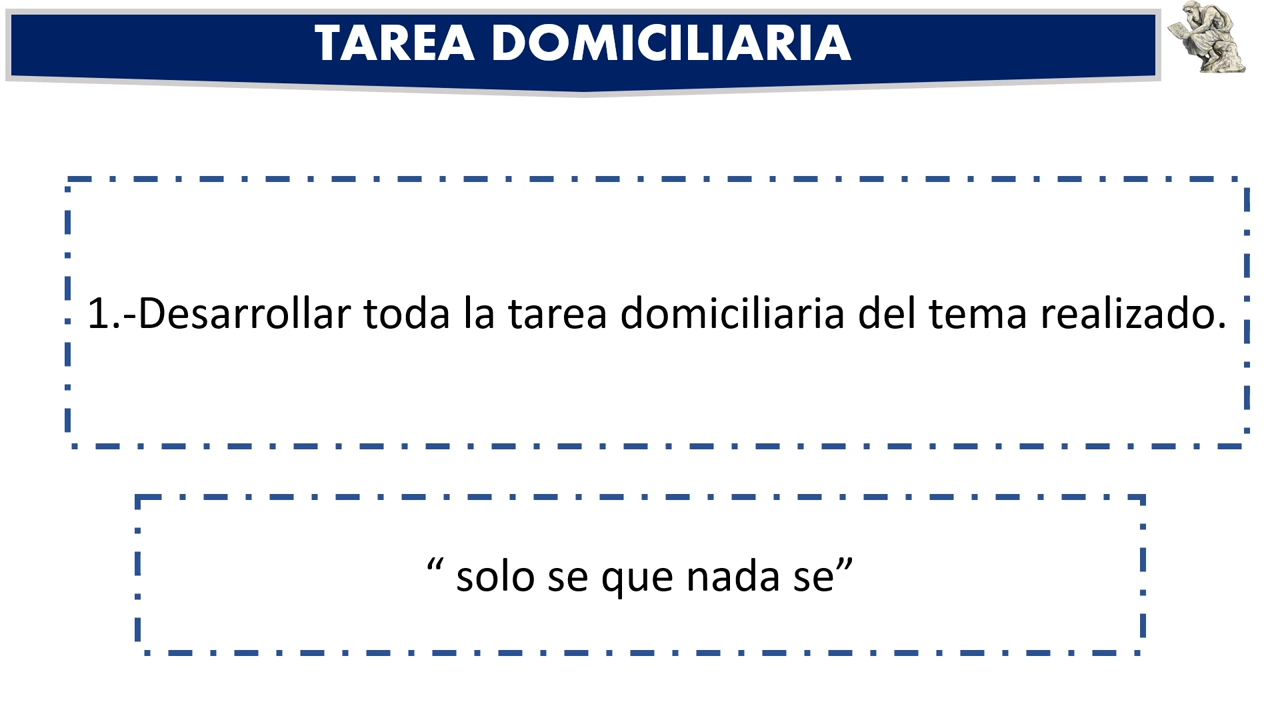 TAREA DOMICILIARIA
1.-Desarrollar toda la tarea domiciliaria del tema realizado.
“ solo se que nada se”